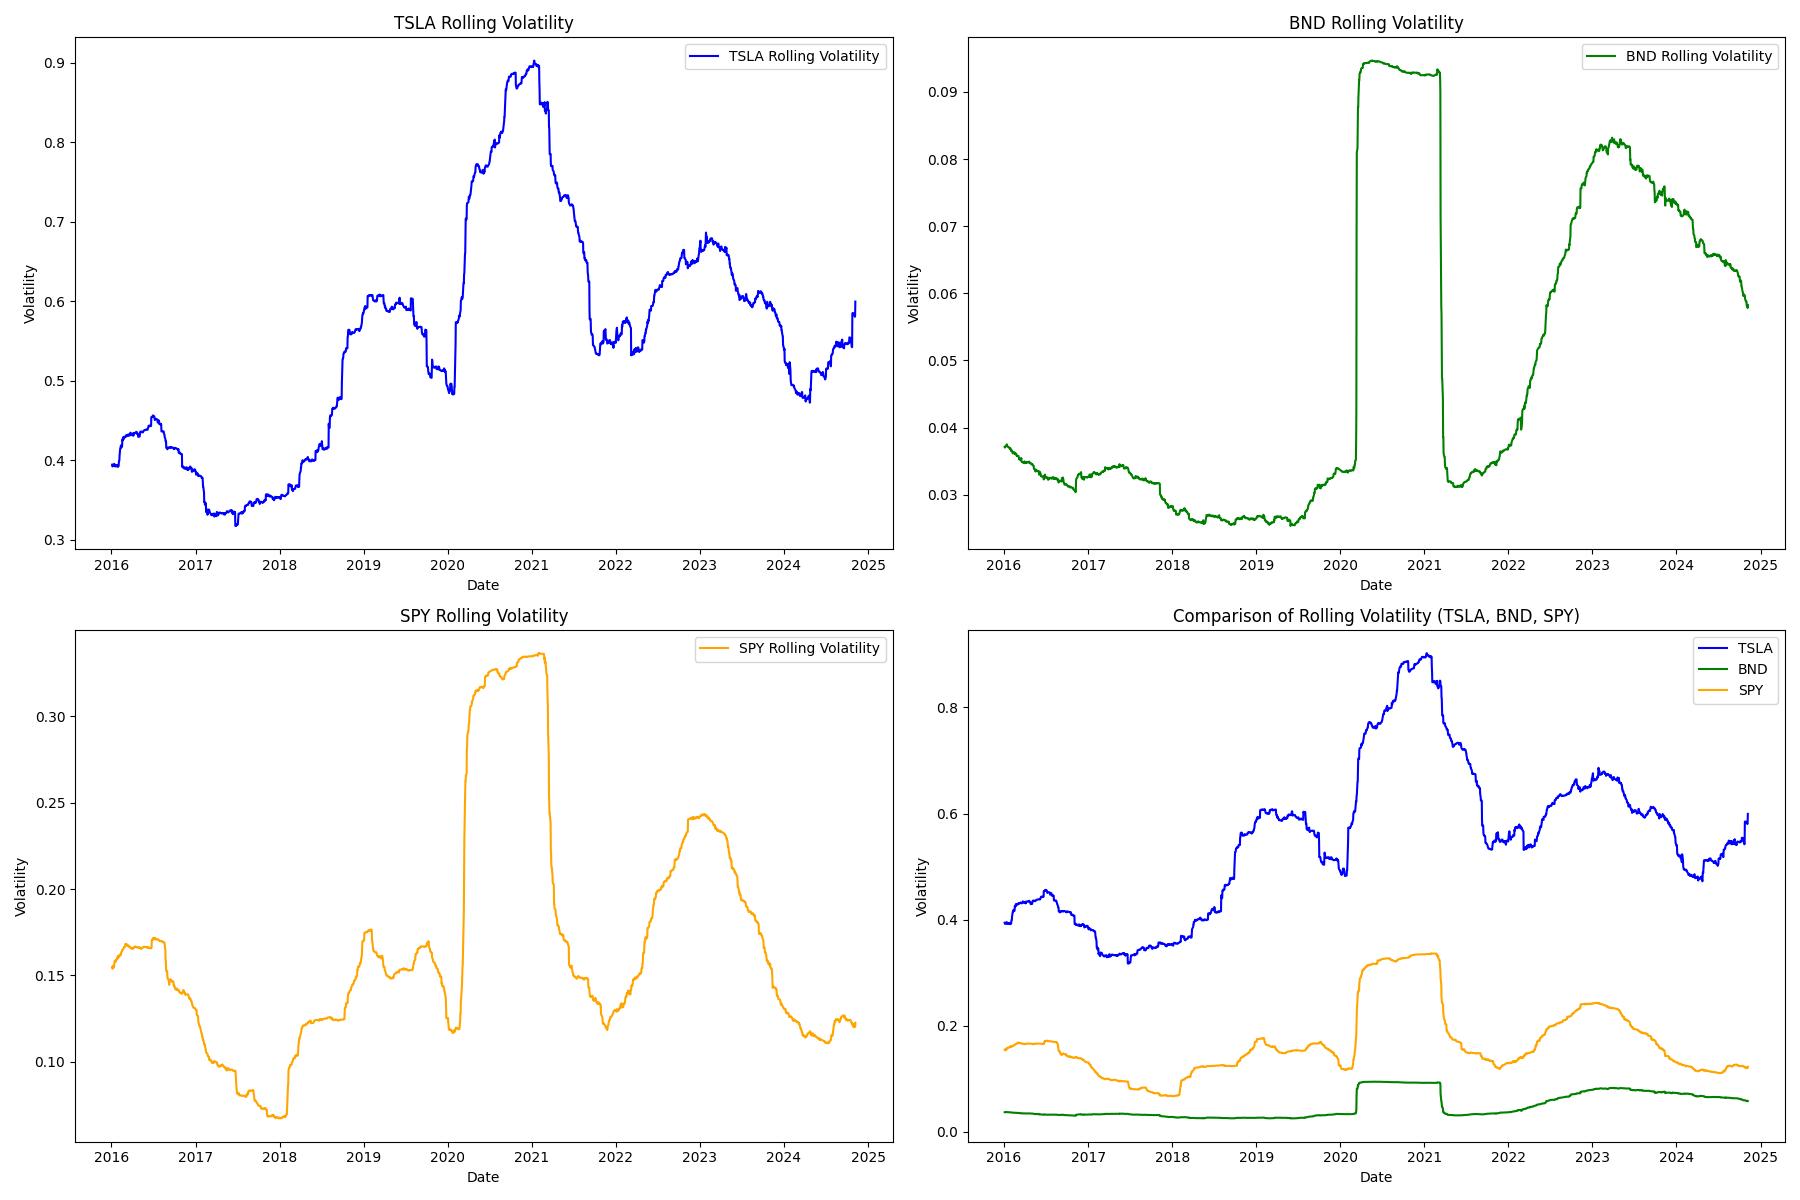 TSLA Rolling Volatility
TSLA Rolling Volatility
Volatility
0.9
0.8
0.7
0.6
0.5
0.4
0.3
2016 2017 2018 2019 2020 2021 2022 2023 2024 2025
Date
BND Rolling Volatility
BND Rolling Volatility
Volatility
0.09
0.08
0.07
0.06
0.05
0.04
0.03
2016 2017 2018 2019 2020 2021 2022 2023 2024 2025
Date
SPY Rolling Volatility
SPY Rolling Volatility
Volatility
0.30
0.25
0.20
0.15
0.10
2016 2017 2018 2019 2020 2021 2022 2023 2024 2025
Date
Comparison of Rolling Volatility (TSLA, BND, SPY)
TSLA
BND
SPY
Volatility
0.8
0.6
0.4
0.2
0.0
2016 2017 2018 2019 2020 2021 2022 2023 2024 2025
Date